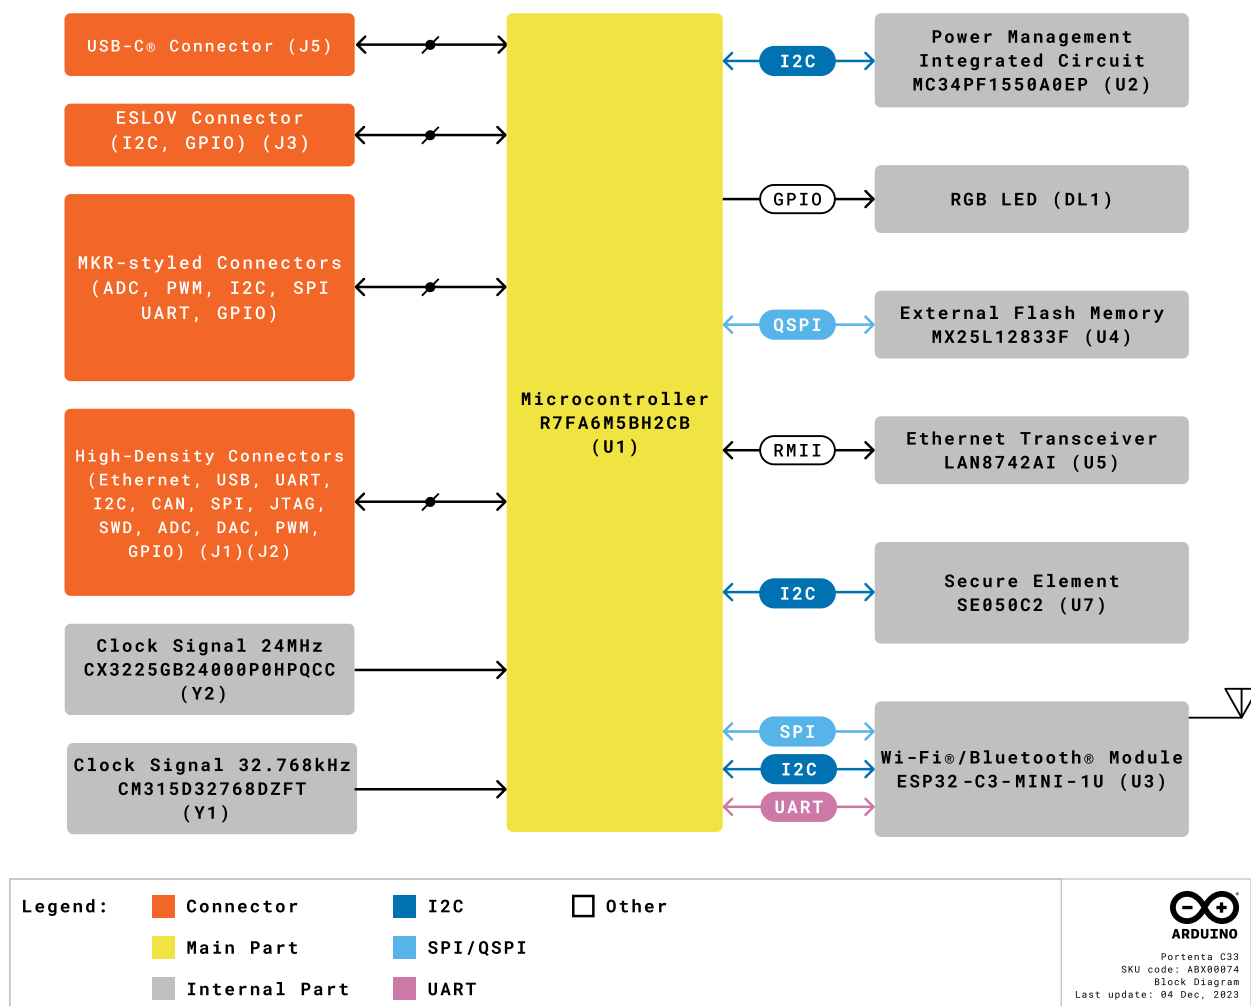 USB-C® Connector (J5)
ESLOV Connector
(I2C, GPIO) (J3)
MKR-styled Connectors
(ADC, PWM, I2C, SPI
UART, GPIO)
High-Density Connectors
(Ethernet, USB, UART,
I2C, CAN, SPI, JTAG,
SWD, ADC, DAC, PWM,
GPIO) (J1)(J2)
Clock Signal 24MHz
CX3225GB24000P0HPQCC
(Y2)
Clock Signal 32.768kHz
CM315D32768DZFT
(Y1)
Microcontroller
R7FA6M5BH2CB
(U1)
I2C
Power Management
Integrated Circuit
MC34PF1550A0EP (U2)
GPIO
RGB LED (DL1)
QSPI
External Flash Memory
MX25L12833F (U4)
RMII
Ethernet Transceiver
LAN8742AI (U5)
I2C
Secure Element
SE050C2 (U7)
SPI
I2C
UART
Wi-Fi®/Bluetooth® Module
ESP32-C3-MINI-1U (U3)
Legend:
Connector
Main Part
Internal Part
I2C
SPI/QSPI
UART
Other
ARDUINO
Portenta C33
SKU code: ABX00074
Block Diagram
Last update: 04 Dec, 2023